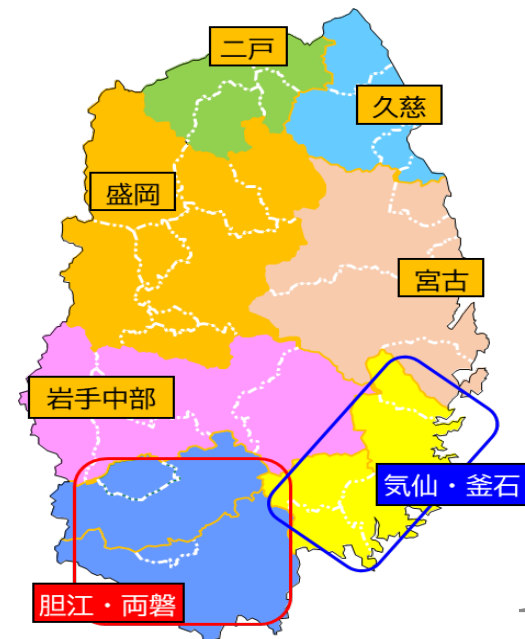 二戸
久慈
盛岡
宮古
岩手中部
気仙・釜石
胆江・両磐